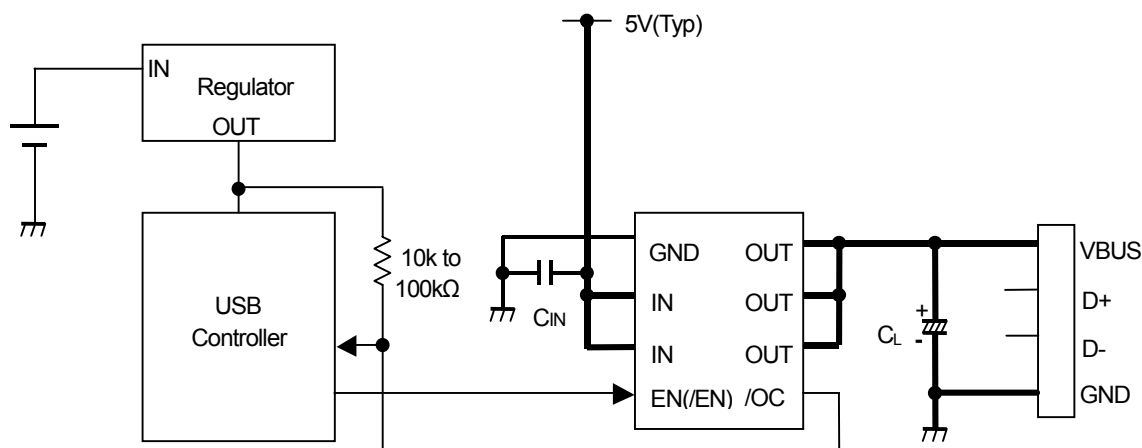 5V(Typ)
IN
Regulator
OUT
10k to
100kΩ
USB
Controller
CIN
GND
IN
IN
EN(/EN)
OUT
OUT
OUT
/OC
+
CL
-
VBUS
D+
D-
GND